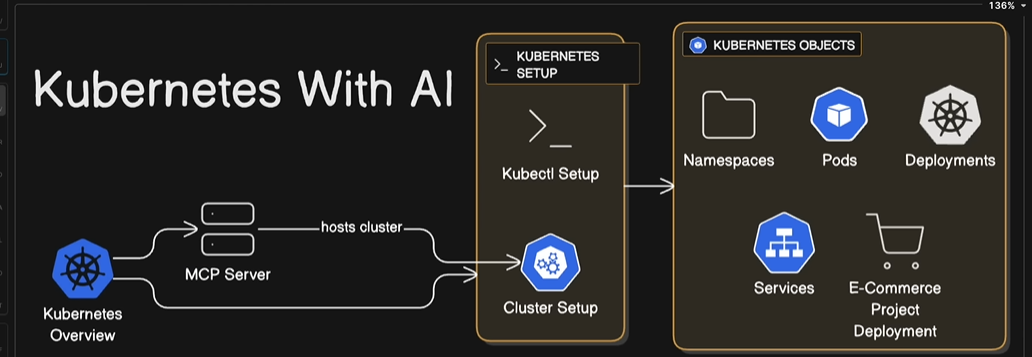 136%
Kubernetes With AI
KUBERNETES
SETUP
Kubectl Setup
Cluster Setup
hosts cluster
MCP Server
Kubernetes
Overview
KUBERNETES OBJECTS
Namespaces
Pods
Deployments
Services
E-Commerce
Project
Deployment